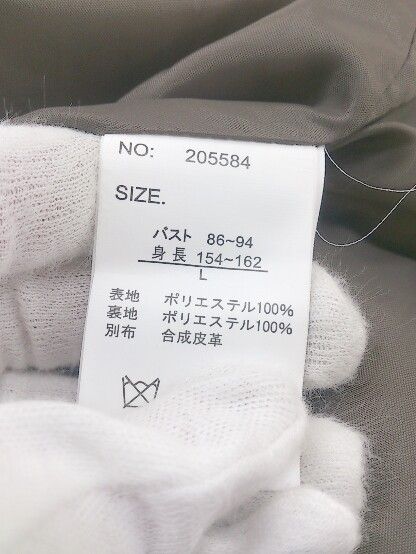 NO: 205584
SIZE.
バスト 86~94
身長 154~162
L
表地 ポリエステル100%
裏地 ポリエステル100%
別布 合成皮革